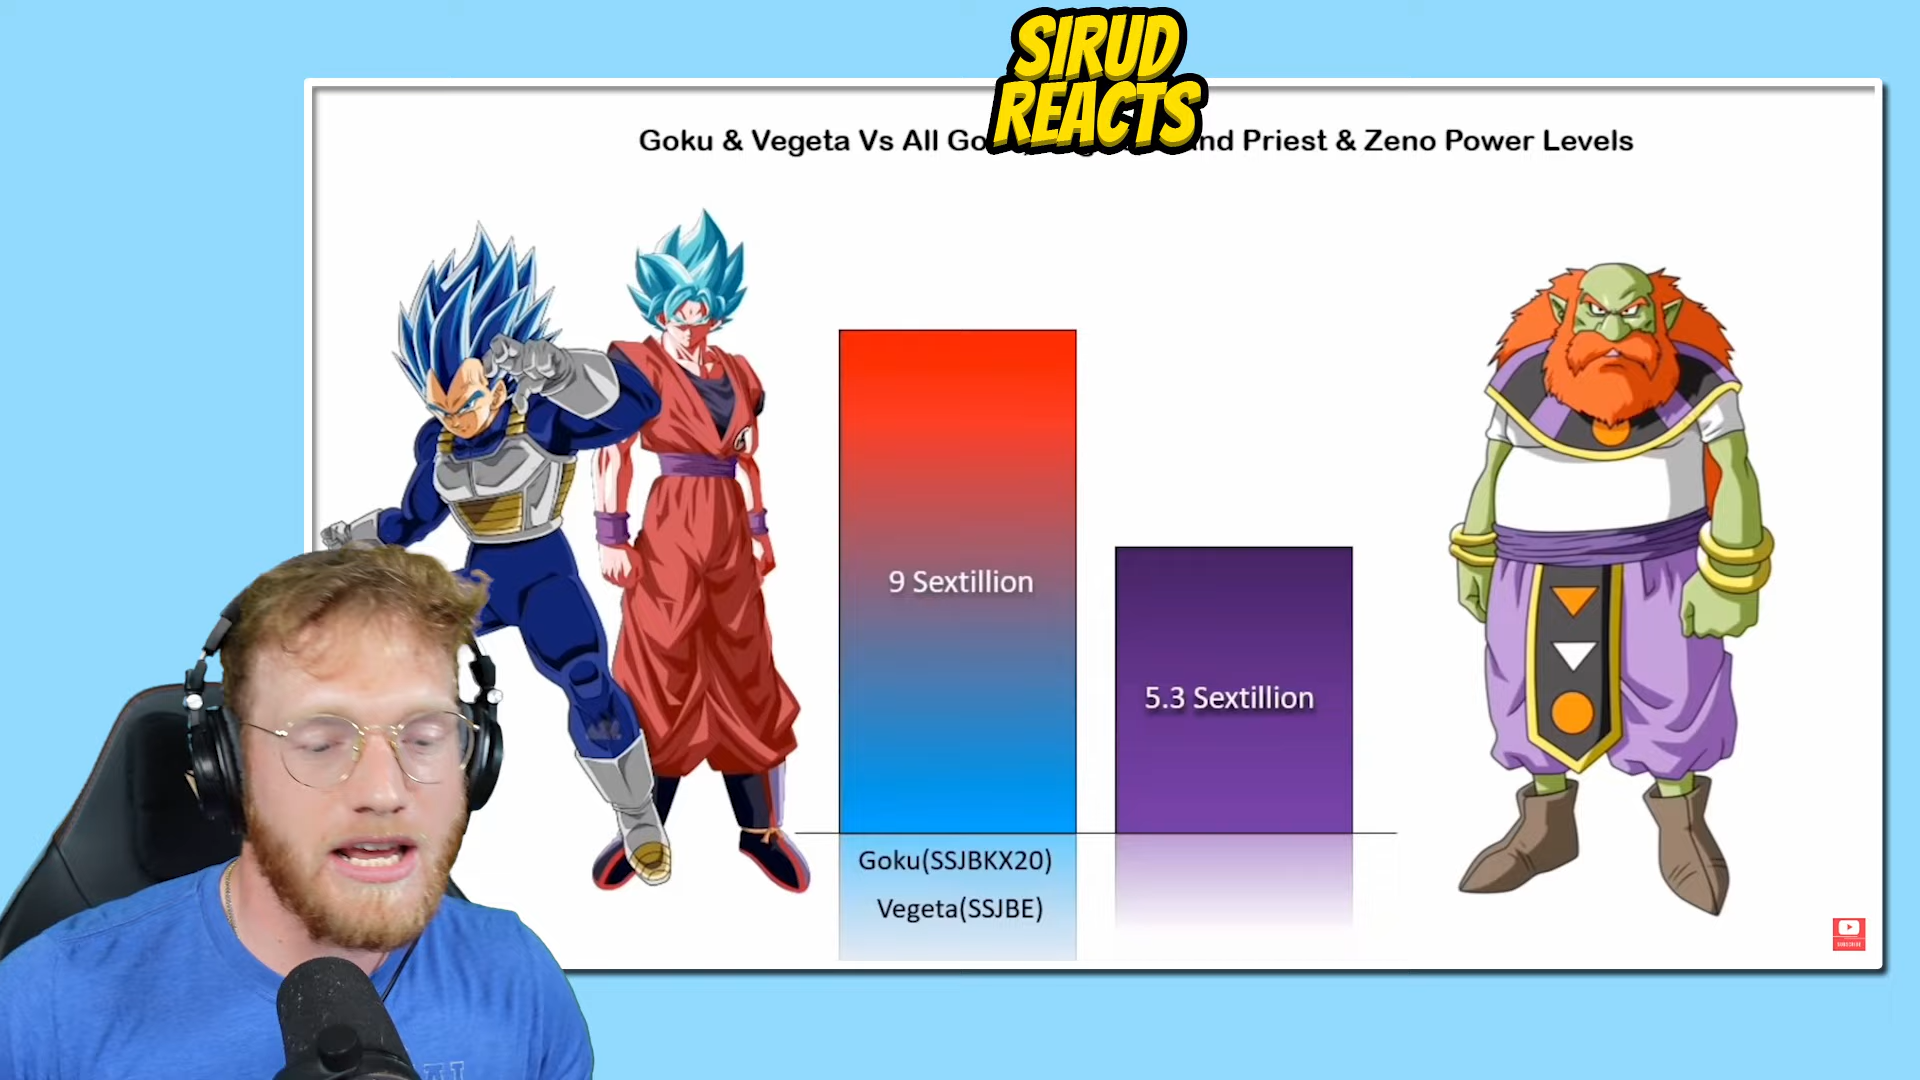 SIRUD
REACTS
Goku & Vegeta Vs All Go nd Priest & Zeno Power Levels
9 Sextillion
5.3 Sextillion
Goku(SSJBKX20)
Vegeta(SSJBE)
SUBSCRIBE